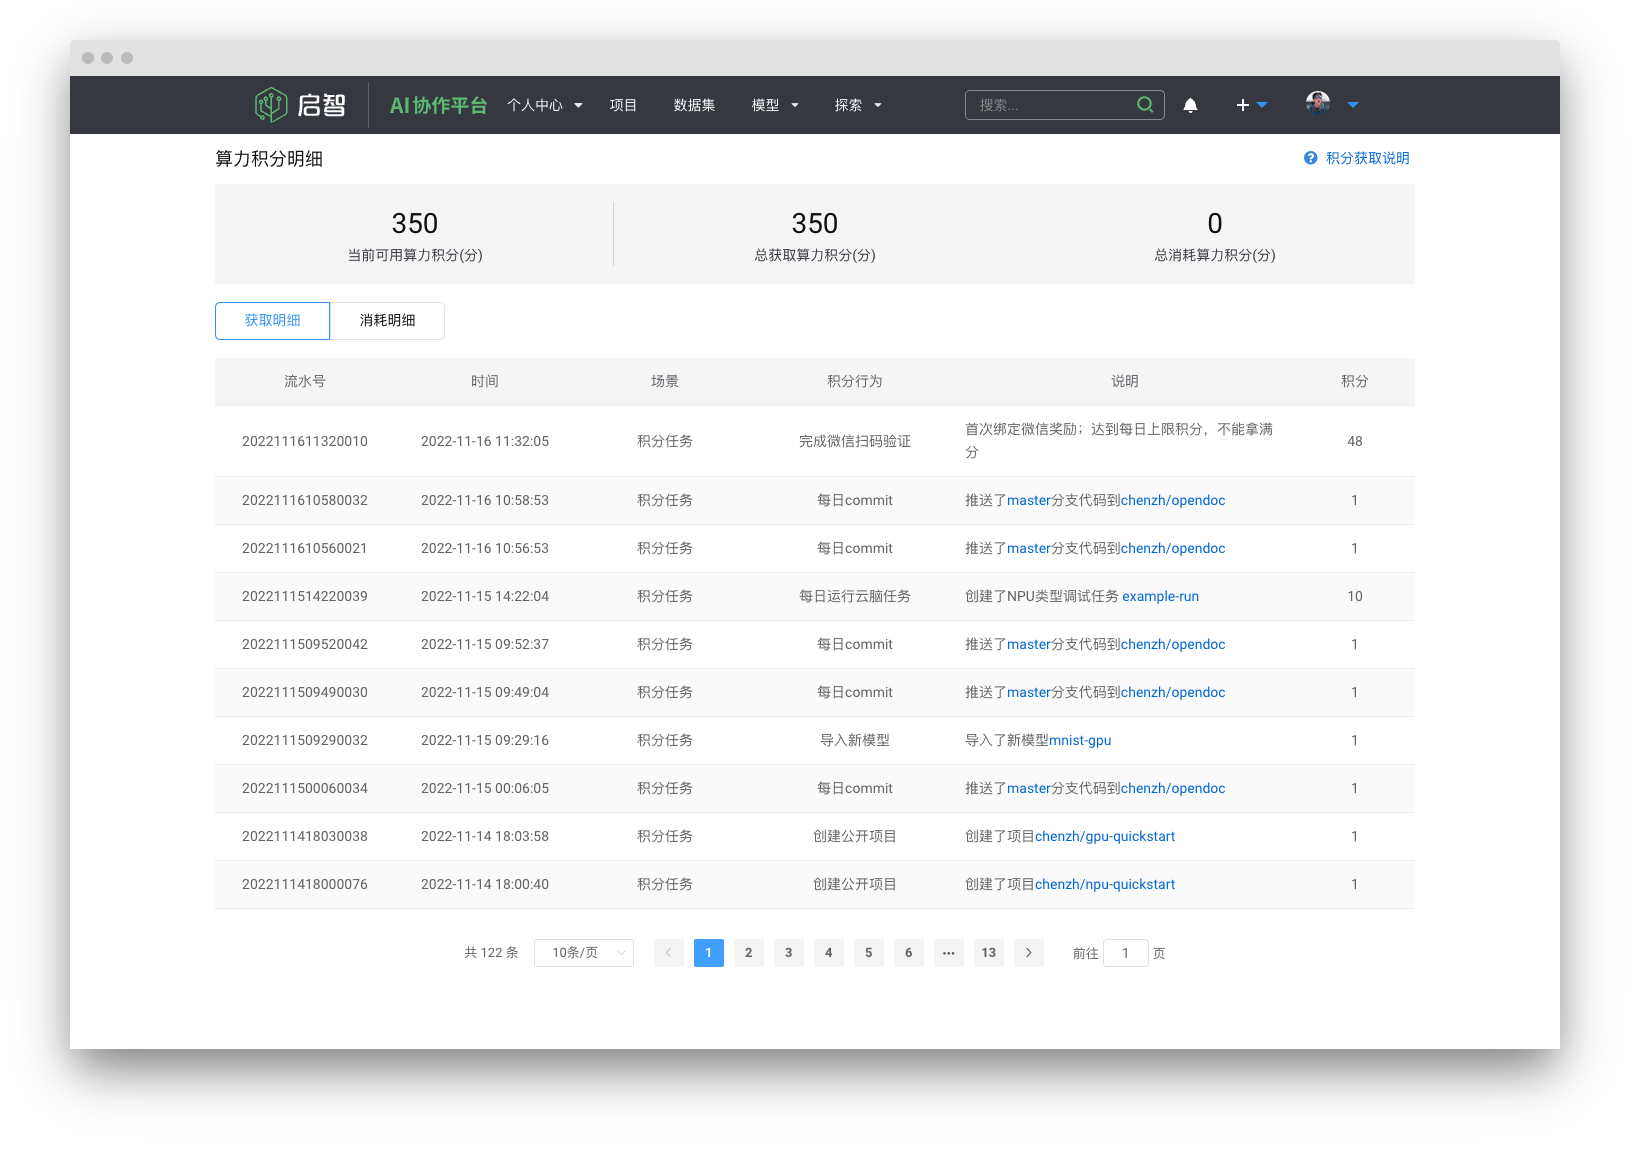 启智 AI协作平台 个人中心 项目 数据集 模型 探索 搜索...
算力积分明细 积分获取说明
350 350 0
当前可用算力积分(分) 总获取算力积分(分) 总消耗算力积分(分)
获取明细 消耗明细
流水号 时间 场景 积分行为 说明 积分
2022111611320010 2022-11-16 11:32:05 积分任务 完成微信扫码验证 首次绑定微信奖励；达到每日上限积分，不能拿满 48
分
2022111610580032 2022-11-16 10:58:53 积分任务 每日commit 推送了master分支代码到chenzh/opendoc 1
2022111610560021 2022-11-16 10:56:53 积分任务 每日commit 推送了master分支代码到chenzh/opendoc 1
2022111514220039 2022-11-15 14:22:04 积分任务 每日运行云脑任务 创建了NPU类型调试任务 example-run 10
2022111509520042 2022-11-15 09:52:37 积分任务 每日commit 推送了master分支代码到chenzh/opendoc 1
2022111509490030 2022-11-15 09:49:04 积分任务 每日commit 推送了master分支代码到chenzh/opendoc 1
2022111509290032 2022-11-15 09:29:16 积分任务 导入新模型 导入了新模型mnist-gpu 1
2022111500060034 2022-11-15 00:06:05 积分任务 每日commit 推送了master分支代码到chenzh/opendoc 1
2022111418030038 2022-11-14 18:03:58 积分任务 创建公开项目 创建了项目chenzh/gpu-quickstart 1
2022111418000076 2022-11-14 18:00:40 积分任务 创建公开项目 创建了项目chenzh/npu-quickstart 1
共 122 条 10条/页 1 2 3 4 5 6 ... 13 前往 1 页